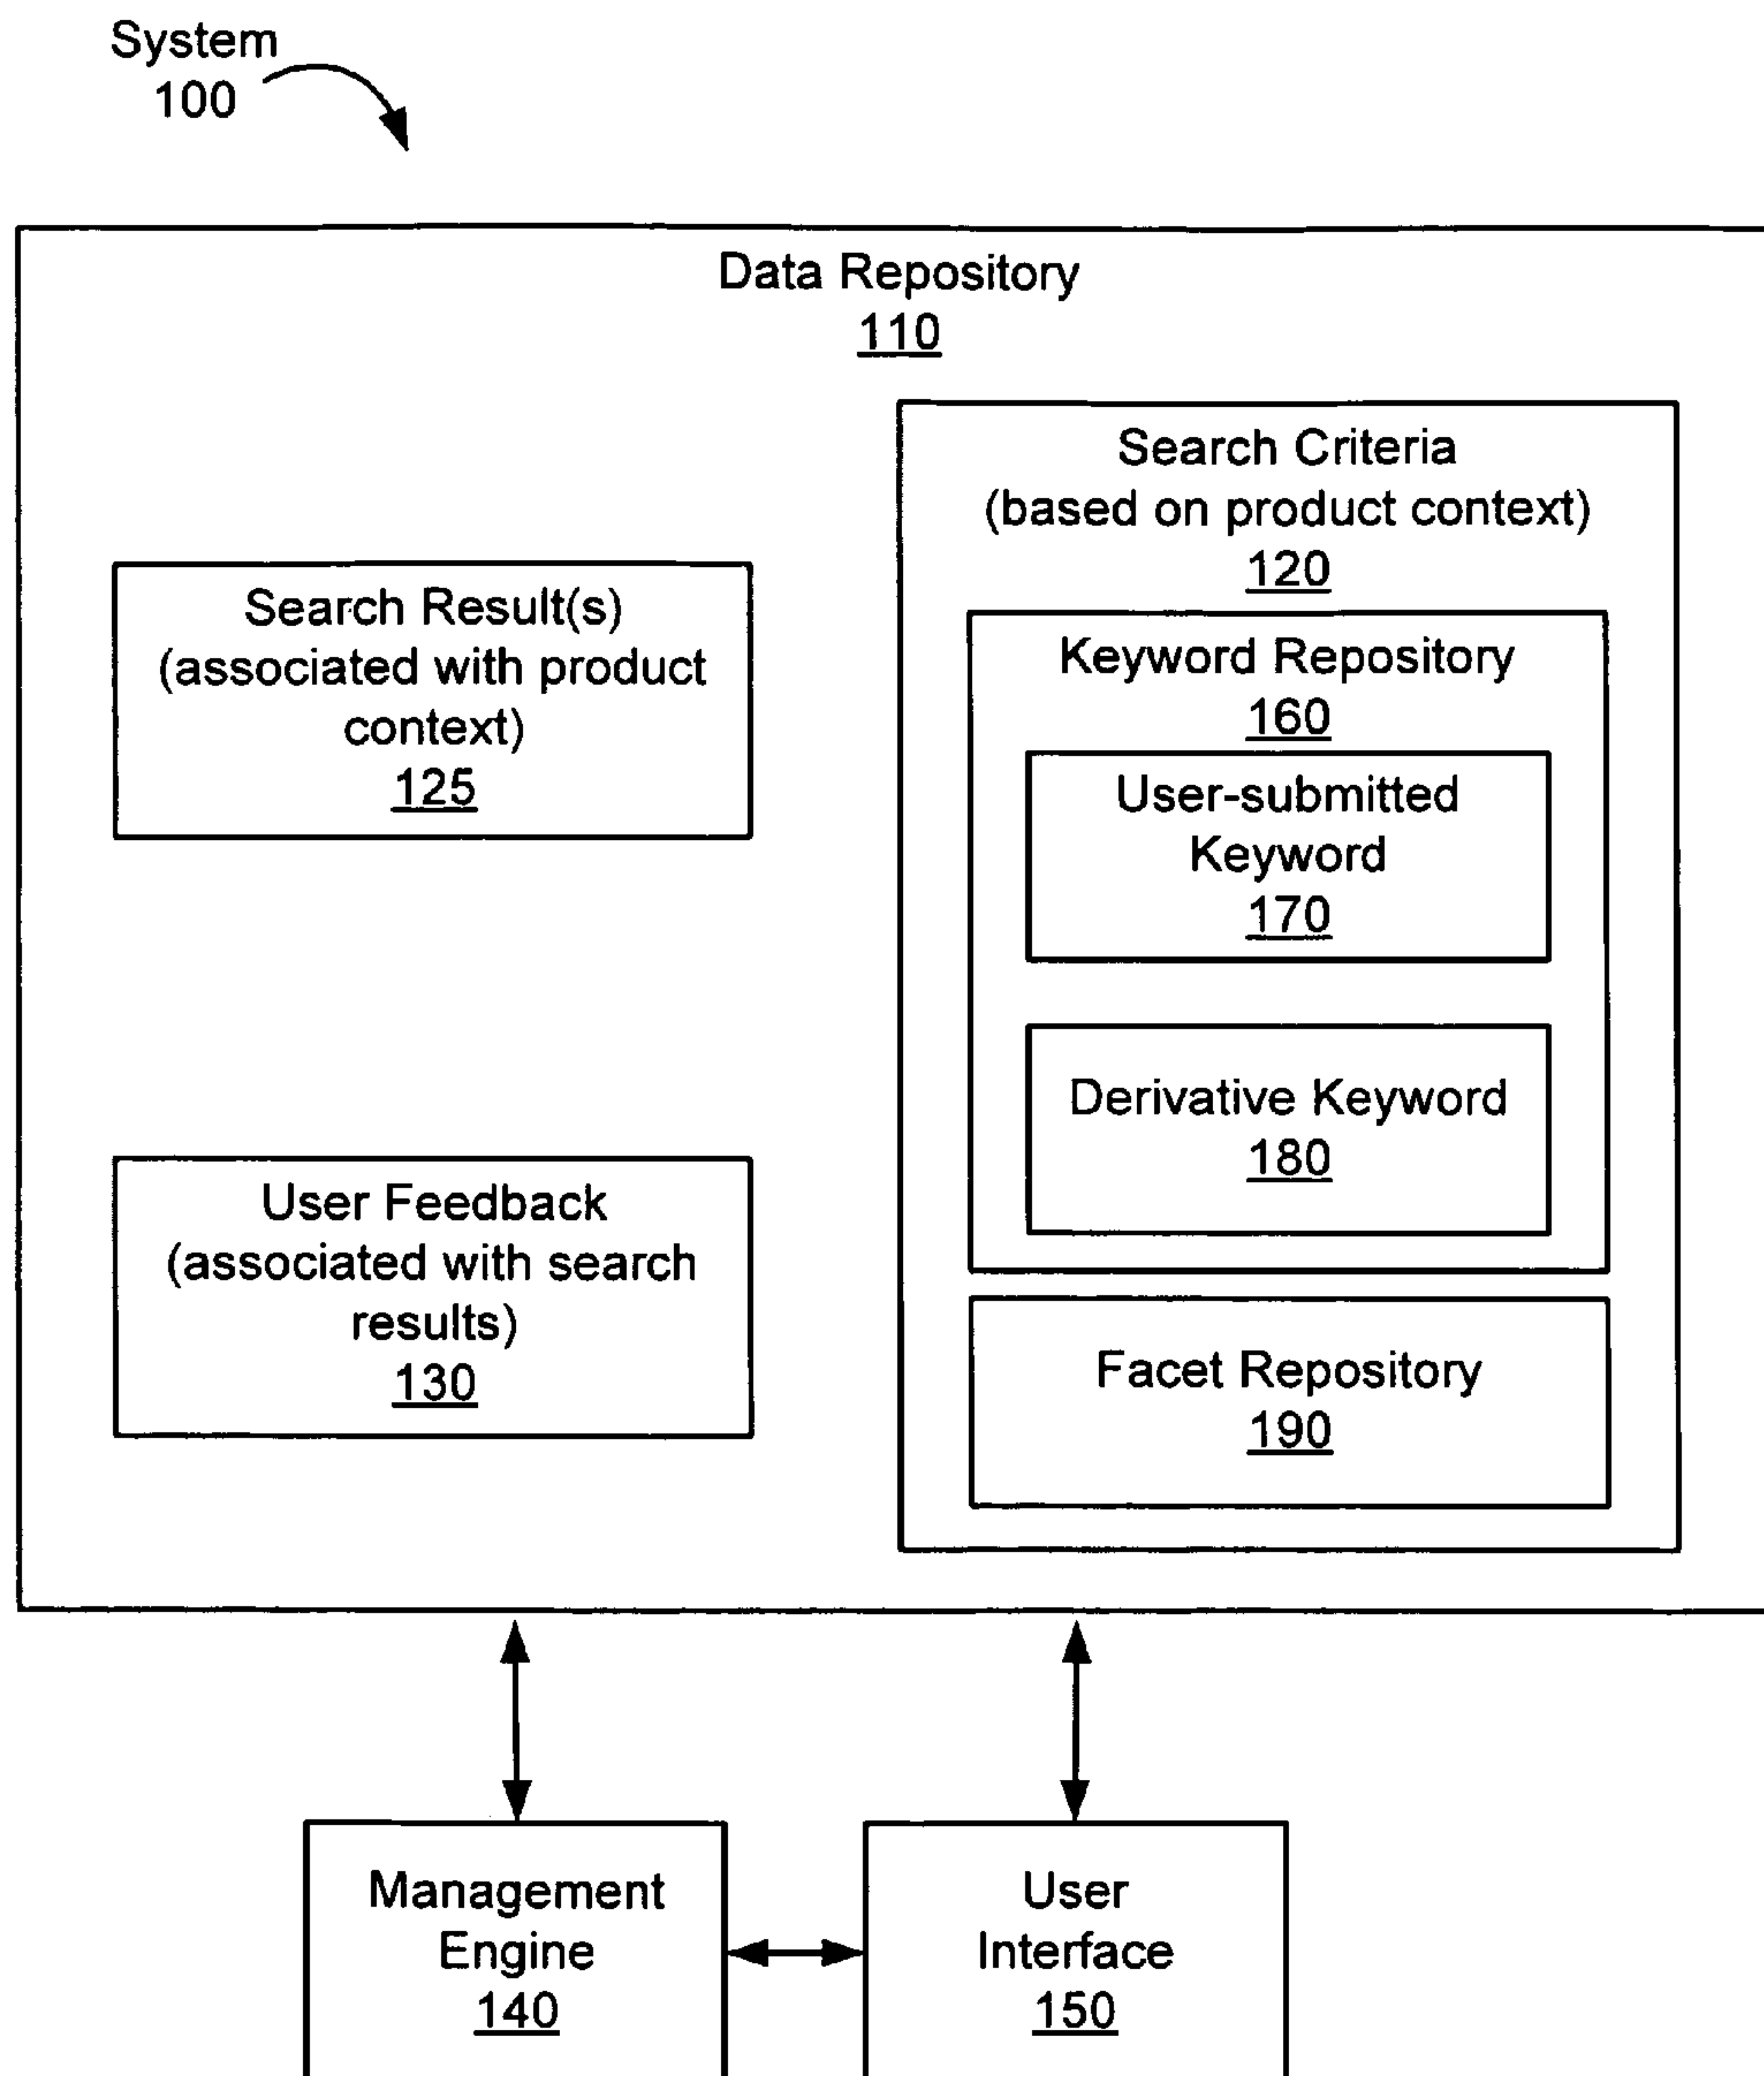 System
100
Data Repository
110
Search Criteria
(based on product context)
120
Search Result(s)
(associated with product
context)
125
Keyword Repository
160
User-submitted
Keyword
170
Derivative Keyword
180
User Feedback
(associated with search
results)
130
Facet Repository
190
Management
Engine
140
User
Interface
150